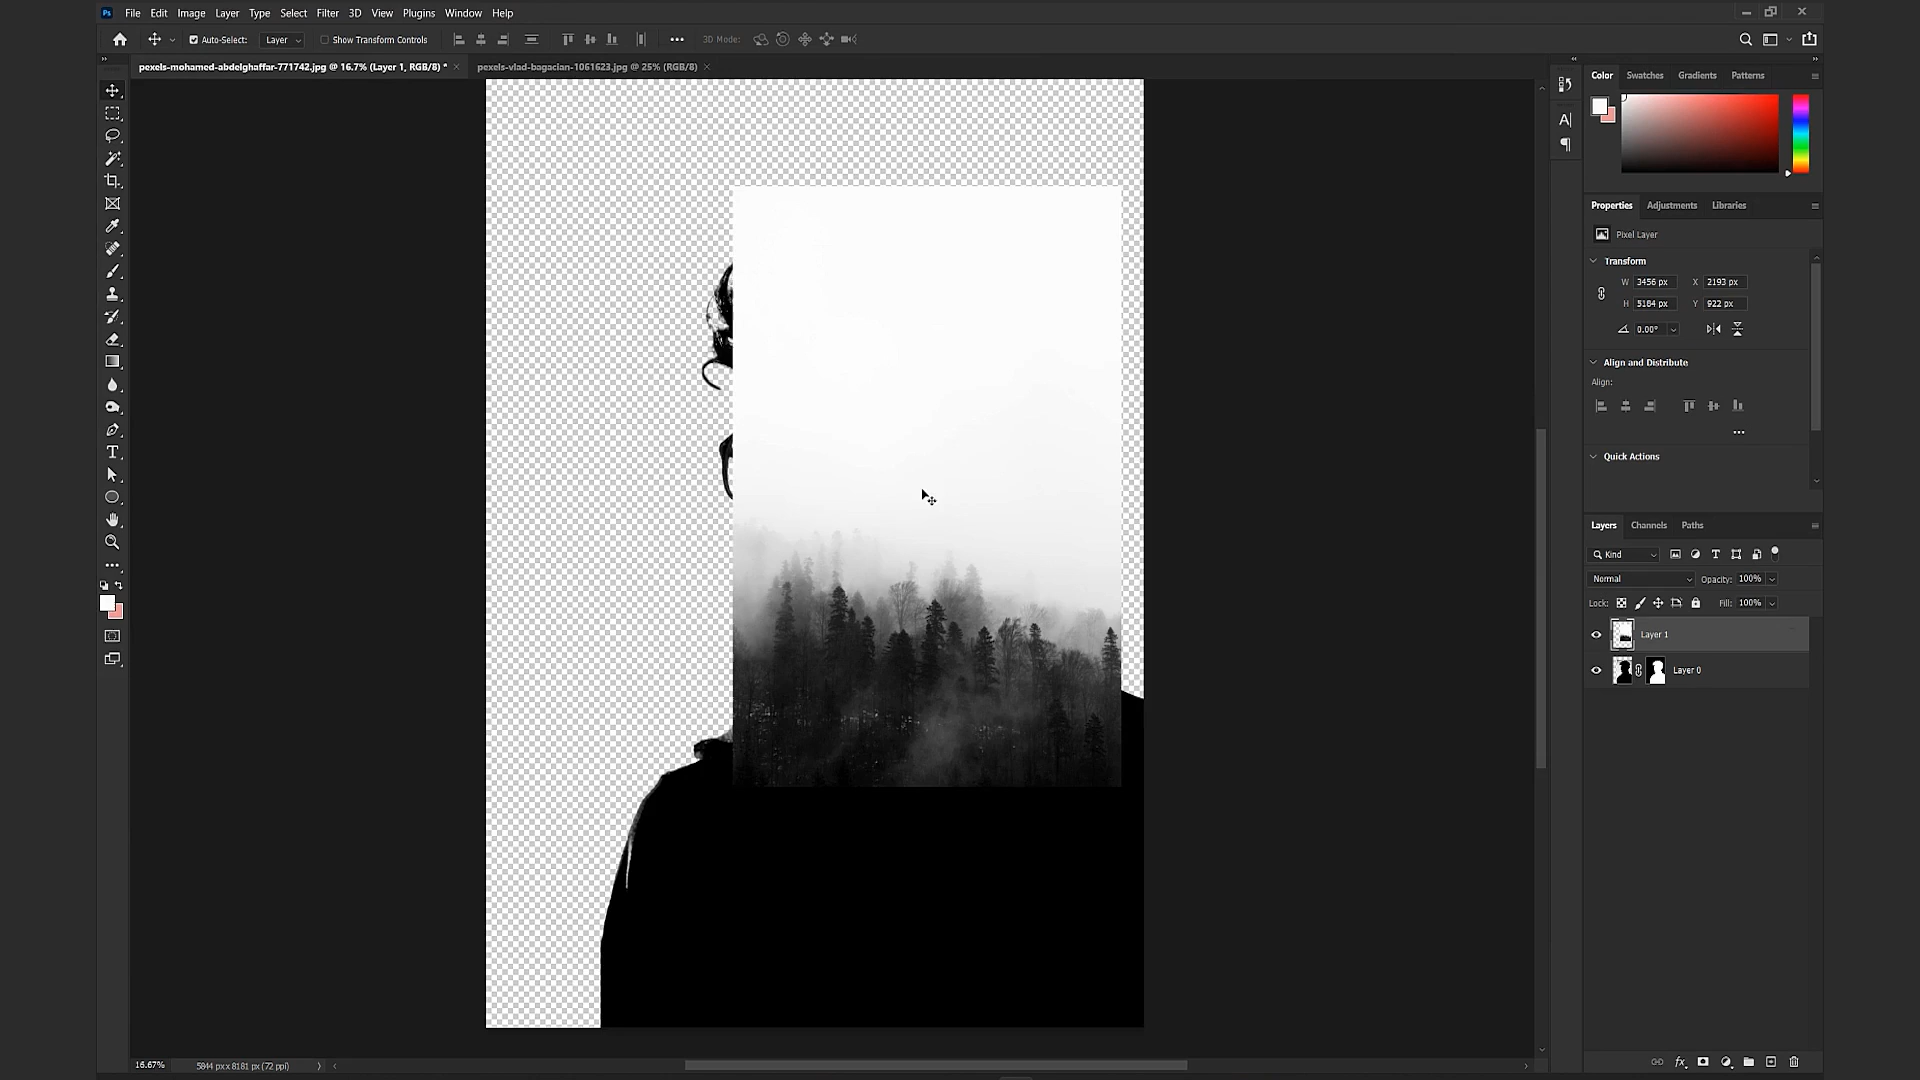 Ps File Edit Image Layer Type Select Filter 3D View Plugins Window Help
Auto-Select: Layer Show Transform Controls 3D Mode:
pexels-mohamed-abdelghaffar-771742.jpg @ 16.7% (Layer 1, RGB/8) * pexels-vlad-bagacian-1061623.jpg @ 25% (RGB/8)
Color Swatches Gradients Patterns
Properties Adjustments Libraries
Pixel Layer
Transform
W 3456 px X 2193 px
H 5184 px Y 922 px
0.00°
Align and Distribute
Align:
Quick Actions
Layers Channels Paths
Kind
Normal Opacity: 100%
Lock: Fill: 100%
Layer 1
Layer 0
fx
16.67% 5844 px x 8181 px (72 ppi)